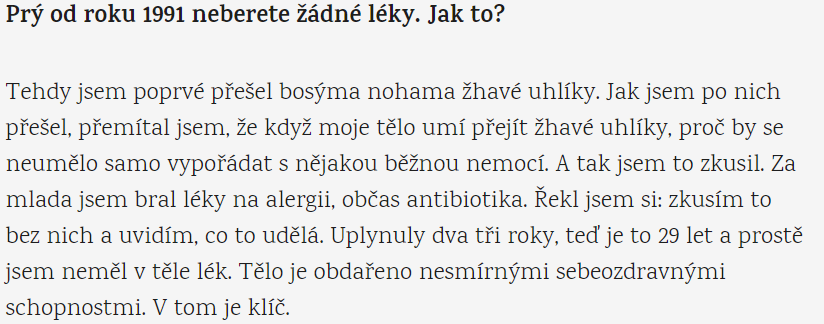 Prý od roku 1991 neberete žádné léky. Jak to?
Tehdy jsem poprvé přešel bosýma nohama žhavé uhlíky. Jak jsem po nich
přešel, přemítal jsem, že když moje tělo umí přejít žhavé uhlíky, proč by se
neumělo samo vypořádat s nějakou běžnou nemocí. A tak jsem to zkusil. Za
mlada jsem bral léky na alergii, občas antibiotika. Řekl jsem si: zkusím to
bez nich a uvidím, co to udělá. Uplynuly dva tři roky, teď je to 29 let a prostě
jsem neměl v těle lék. Tělo je obdařeno nesmírnými sebeozdravnými
schopnostmi. V tom je klíč.